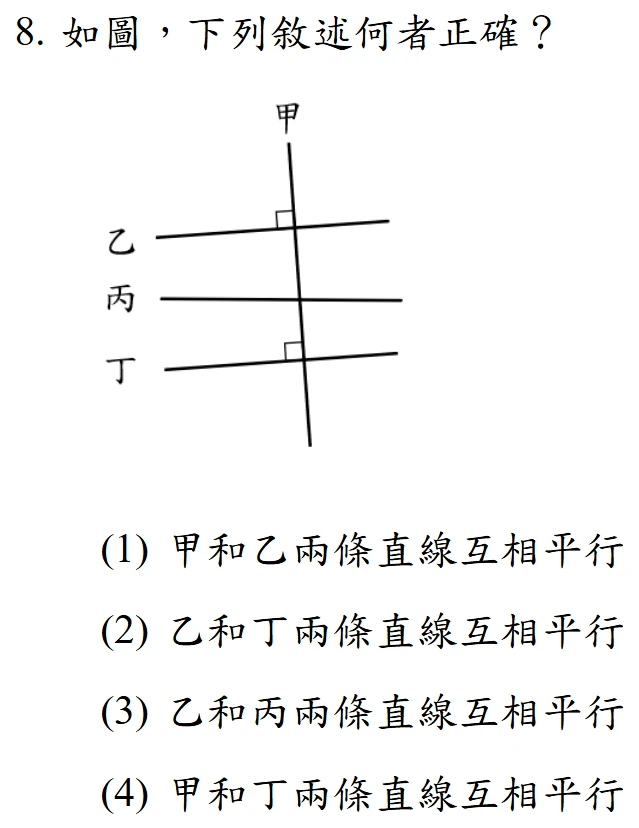 8. 如圖，下列敘述何者正確？
甲
乙
丙
丁
(1) 甲和乙兩條直線互相平行
(2) 乙和丁兩條直線互相平行
(3) 乙和丙兩條直線互相平行
(4) 甲和丁兩條直線互相平行